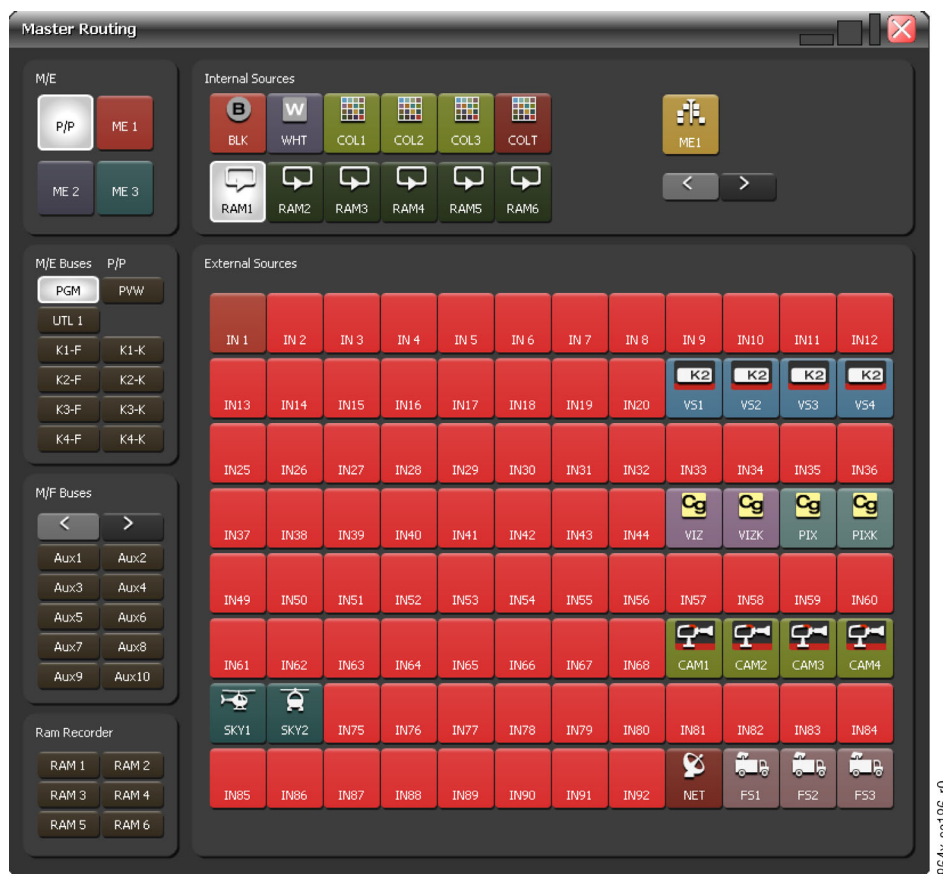 Master Routing
M/E
P/P ME 1
ME 2 ME 3
Internal Sources
B W
BLK WHT COL1 COL2 COL3 COLT ME1
RAM1 RAM2 RAM3 RAM4 RAM5 RAM6 < >
M/E Buses P/P
PGM PVW
UTL 1
K1-F K1-K
K2-F K2-K
K3-F K3-K
K4-F K4-K
M/F Buses
< >
Aux1 Aux2
Aux3 Aux4
Aux5 Aux6
Aux7 Aux8
Aux9 Aux10
Ram Recorder
RAM 1 RAM 2
RAM 3 RAM 4
RAM 5 RAM 6
External Sources
IN 1 IN 2 IN 3 IN 4 IN 5 IN 6 IN 7 IN 8 IN 9 IN10 IN11 IN12
K2 K2 K2 K2
IN13 IN14 IN15 IN16 IN17 IN18 IN19 IN20 VS1 VS2 VS3 VS4
IN25 IN26 IN27 IN28 IN29 IN30 IN31 IN32 IN33 IN34 IN35 IN36
Cg Cg Cg Cg
IN37 IN38 IN39 IN40 IN41 IN42 IN43 IN44 VIZ VIZK PIX PIXK
IN49 IN50 IN51 IN52 IN53 IN54 IN55 IN56 IN57 IN58 IN59 IN60
IN61 IN62 IN63 IN64 IN65 IN66 IN67 IN68 CAM1 CAM2 CAM3 CAM4
SKY1 SKY2 IN75 IN76 IN77 IN78 IN79 IN80 IN81 IN82 IN83 IN84
IN85 IN86 IN87 IN88 IN89 IN90 IN91 IN92 NET FS1 FS2 FS3